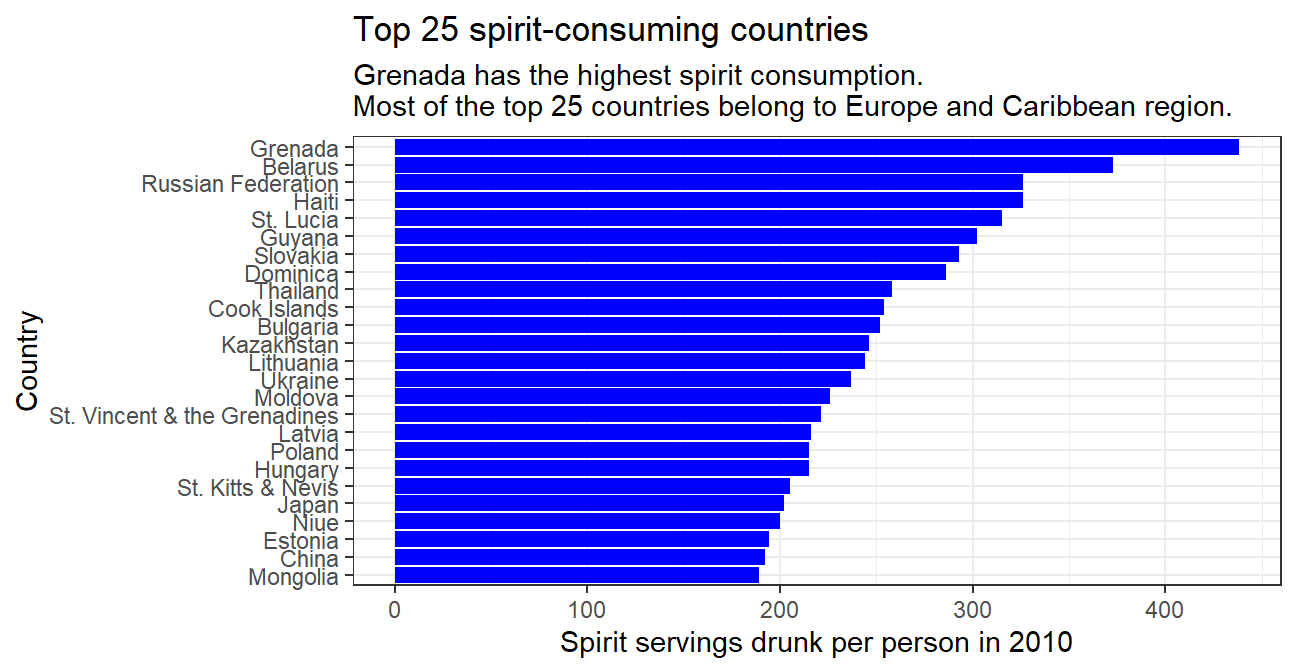 Top 25 spirit-consuming countries
Grenada has the highest spirit consumption.
Most of the top 25 countries belong to Europe and Caribbean region.
Country
Grenada
Belarus
Russian Federation
Haiti
St. Lucia
Guyana
Slovakia
Dominica
Thailand
Cook Islands
Bulgaria
Kazakhstan
Lithuania
Ukraine
Moldova
St. Vincent & the Grenadines
Latvia
Poland
Hungary
St. Kitts & Nevis
Japan
Niue
Estonia
China
Mongolia
0 100 200 300 400
Spirit servings drunk per person in 2010